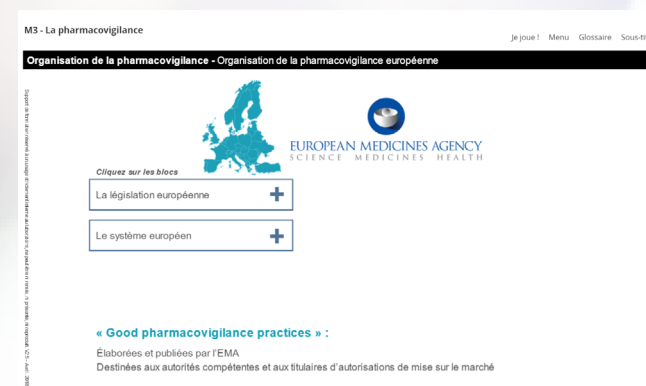 M3 - La pharmacovigilance
Je joue ! Menu Glossaire
Organisation de la pharmacovigilance - Organisation de la pharmacovigilance européenne
EUROPEAN MEDICINES AGENCY
SCIENCE MEDICINES HEALTH
Cliquez sur les blocs
La législation européenne
Le système européen
« Good pharmacovigilance practices » :
Élaborées et publiées par l'EMA
Destinées aux autorités compétentes et aux titulaires d'autorisations de mise sur le marché